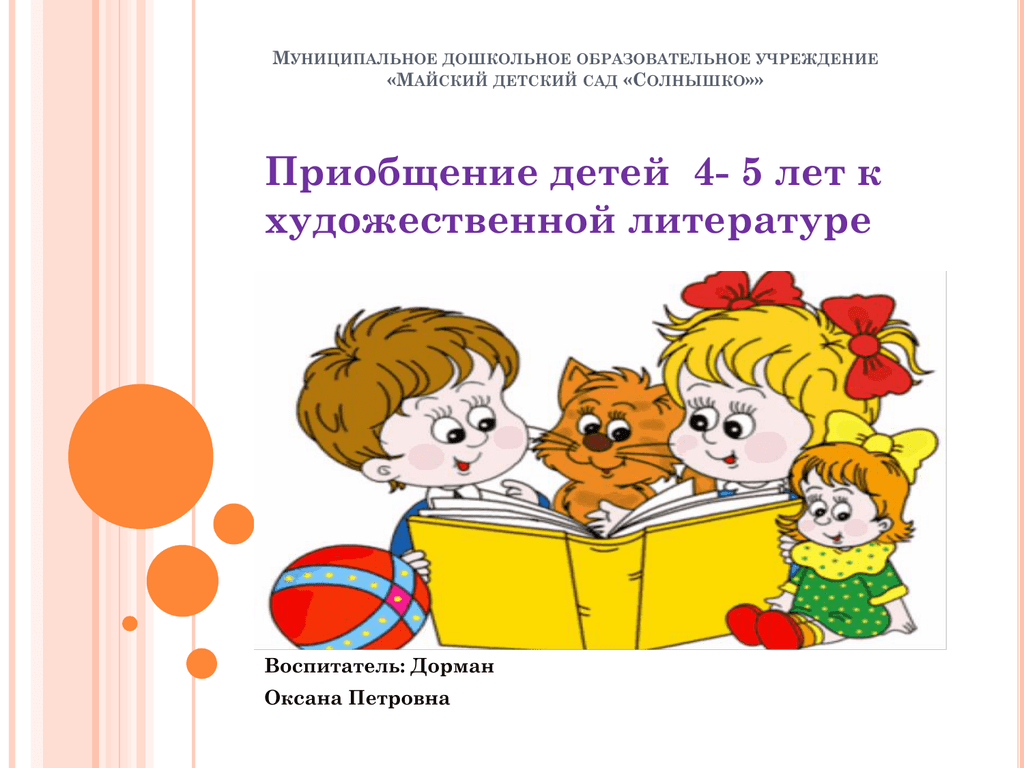 Муниципальное дошкольное образовательное учреждение
«Майский детский сад «Солнышко»»
Приобщение детей 4- 5 лет к
художественной литературе
Воспитатель: Дорман
Оксана Петровна